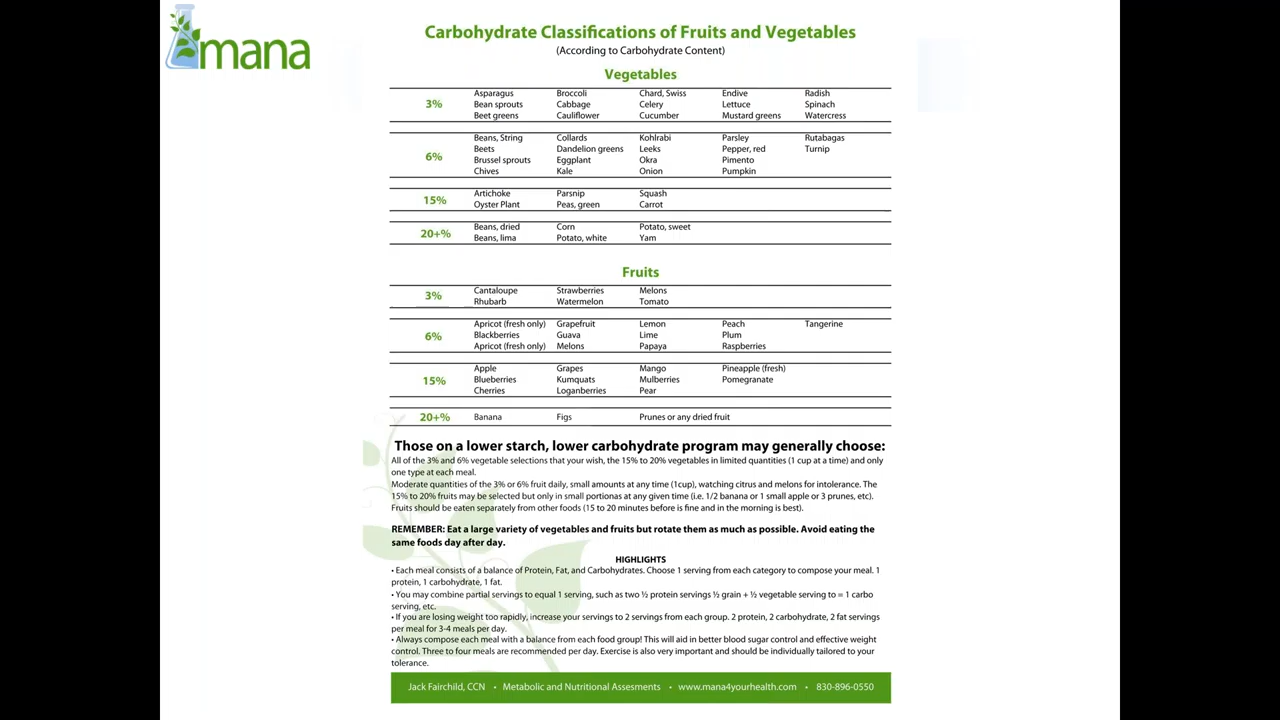 mana
Carbohydrate Classifications of Fruits and Vegetables
(According to Carbohydrate Content)
Vegetables
3%
Asparagus Broccoli Chard, Swiss Endive Radish
Bean sprouts Cabbage Celery Lettuce Spinach
Beet greens Cauliflower Cucumber Mustard greens Watercress
6%
Beans, String Collards Kohlrabi Parsley Rutabagas
Beets Dandelion greens Leeks Pepper, red Turnip
Brussel sprouts Eggplant Okra Pimento
Chives Kale Onion Pumpkin
15%
Artichoke Parsnip Squash
Oyster Plant Peas, green Carrot
20+%
Beans, dried Corn Potato, sweet
Beans, lima Potato, white Yam
Fruits
3%
Cantaloupe Strawberries Melons
Rhubarb Watermelon Tomato
6%
Apricot (fresh only) Grapefruit Lemon Peach Tangerine
Blackberries Guava Lime Plum
Apricot (fresh only) Melons Papaya Raspberries
15%
Apple Grapes Mango Pineapple (fresh)
Blueberries Kumquats Mulberries Pomegranate
Cherries Loganberries Pear
20+% Banana Figs Prunes or any dried fruit
Those on a lower starch, lower carbohydrate program may generally choose:
All of the 3% and 6% vegetable selections that your wish, the 15% to 20% vegetables in limited quantities (1 cup at a time) and only
one type at each meal.
Moderate quantities of the 3% or 6% fruit daily, small amounts at any time (1cup), watching citrus and melons for intolerance. The
15% to 20% fruits may be selected but only in small portionas at any given time (i.e. 1/2 banana or 1 small apple or 3 prunes, etc).
Fruits should be eaten separately from other foods (15 to 20 minutes before is fine and in the morning is best).
REMEMBER: Eat a large variety of vegetables and fruits but rotate them as much as possible. Avoid eating the
same foods day after day.
HIGHLIGHTS
• Each meal consists of a balance of Protein, Fat, and Carbohydrates. Choose 1 serving from each category to compose your meal. 1
protein, 1 carbohydrate, 1 fat.
• You may combine partial servings to equal 1 serving, such as two ½ protein servings ½ grain + ½ vegetable serving to = 1 carbo
serving, etc.
• If you are losing weight too rapidly, increase your servings to 2 servings from each group. 2 protein, 2 carbohydrate, 2 fat servings
per meal for 3-4 meals per day.
• Always compose each meal with a balance from each food group! This will aid in better blood sugar control and effective weight
control. Three to four meals are recommended per day. Exercise is also very important and should be individually tailored to your
tolerance.
Jack Fairchild, CCN • Metabolic and Nutritional Assesments • www.mana4yourhealth.com • 830-896-0550